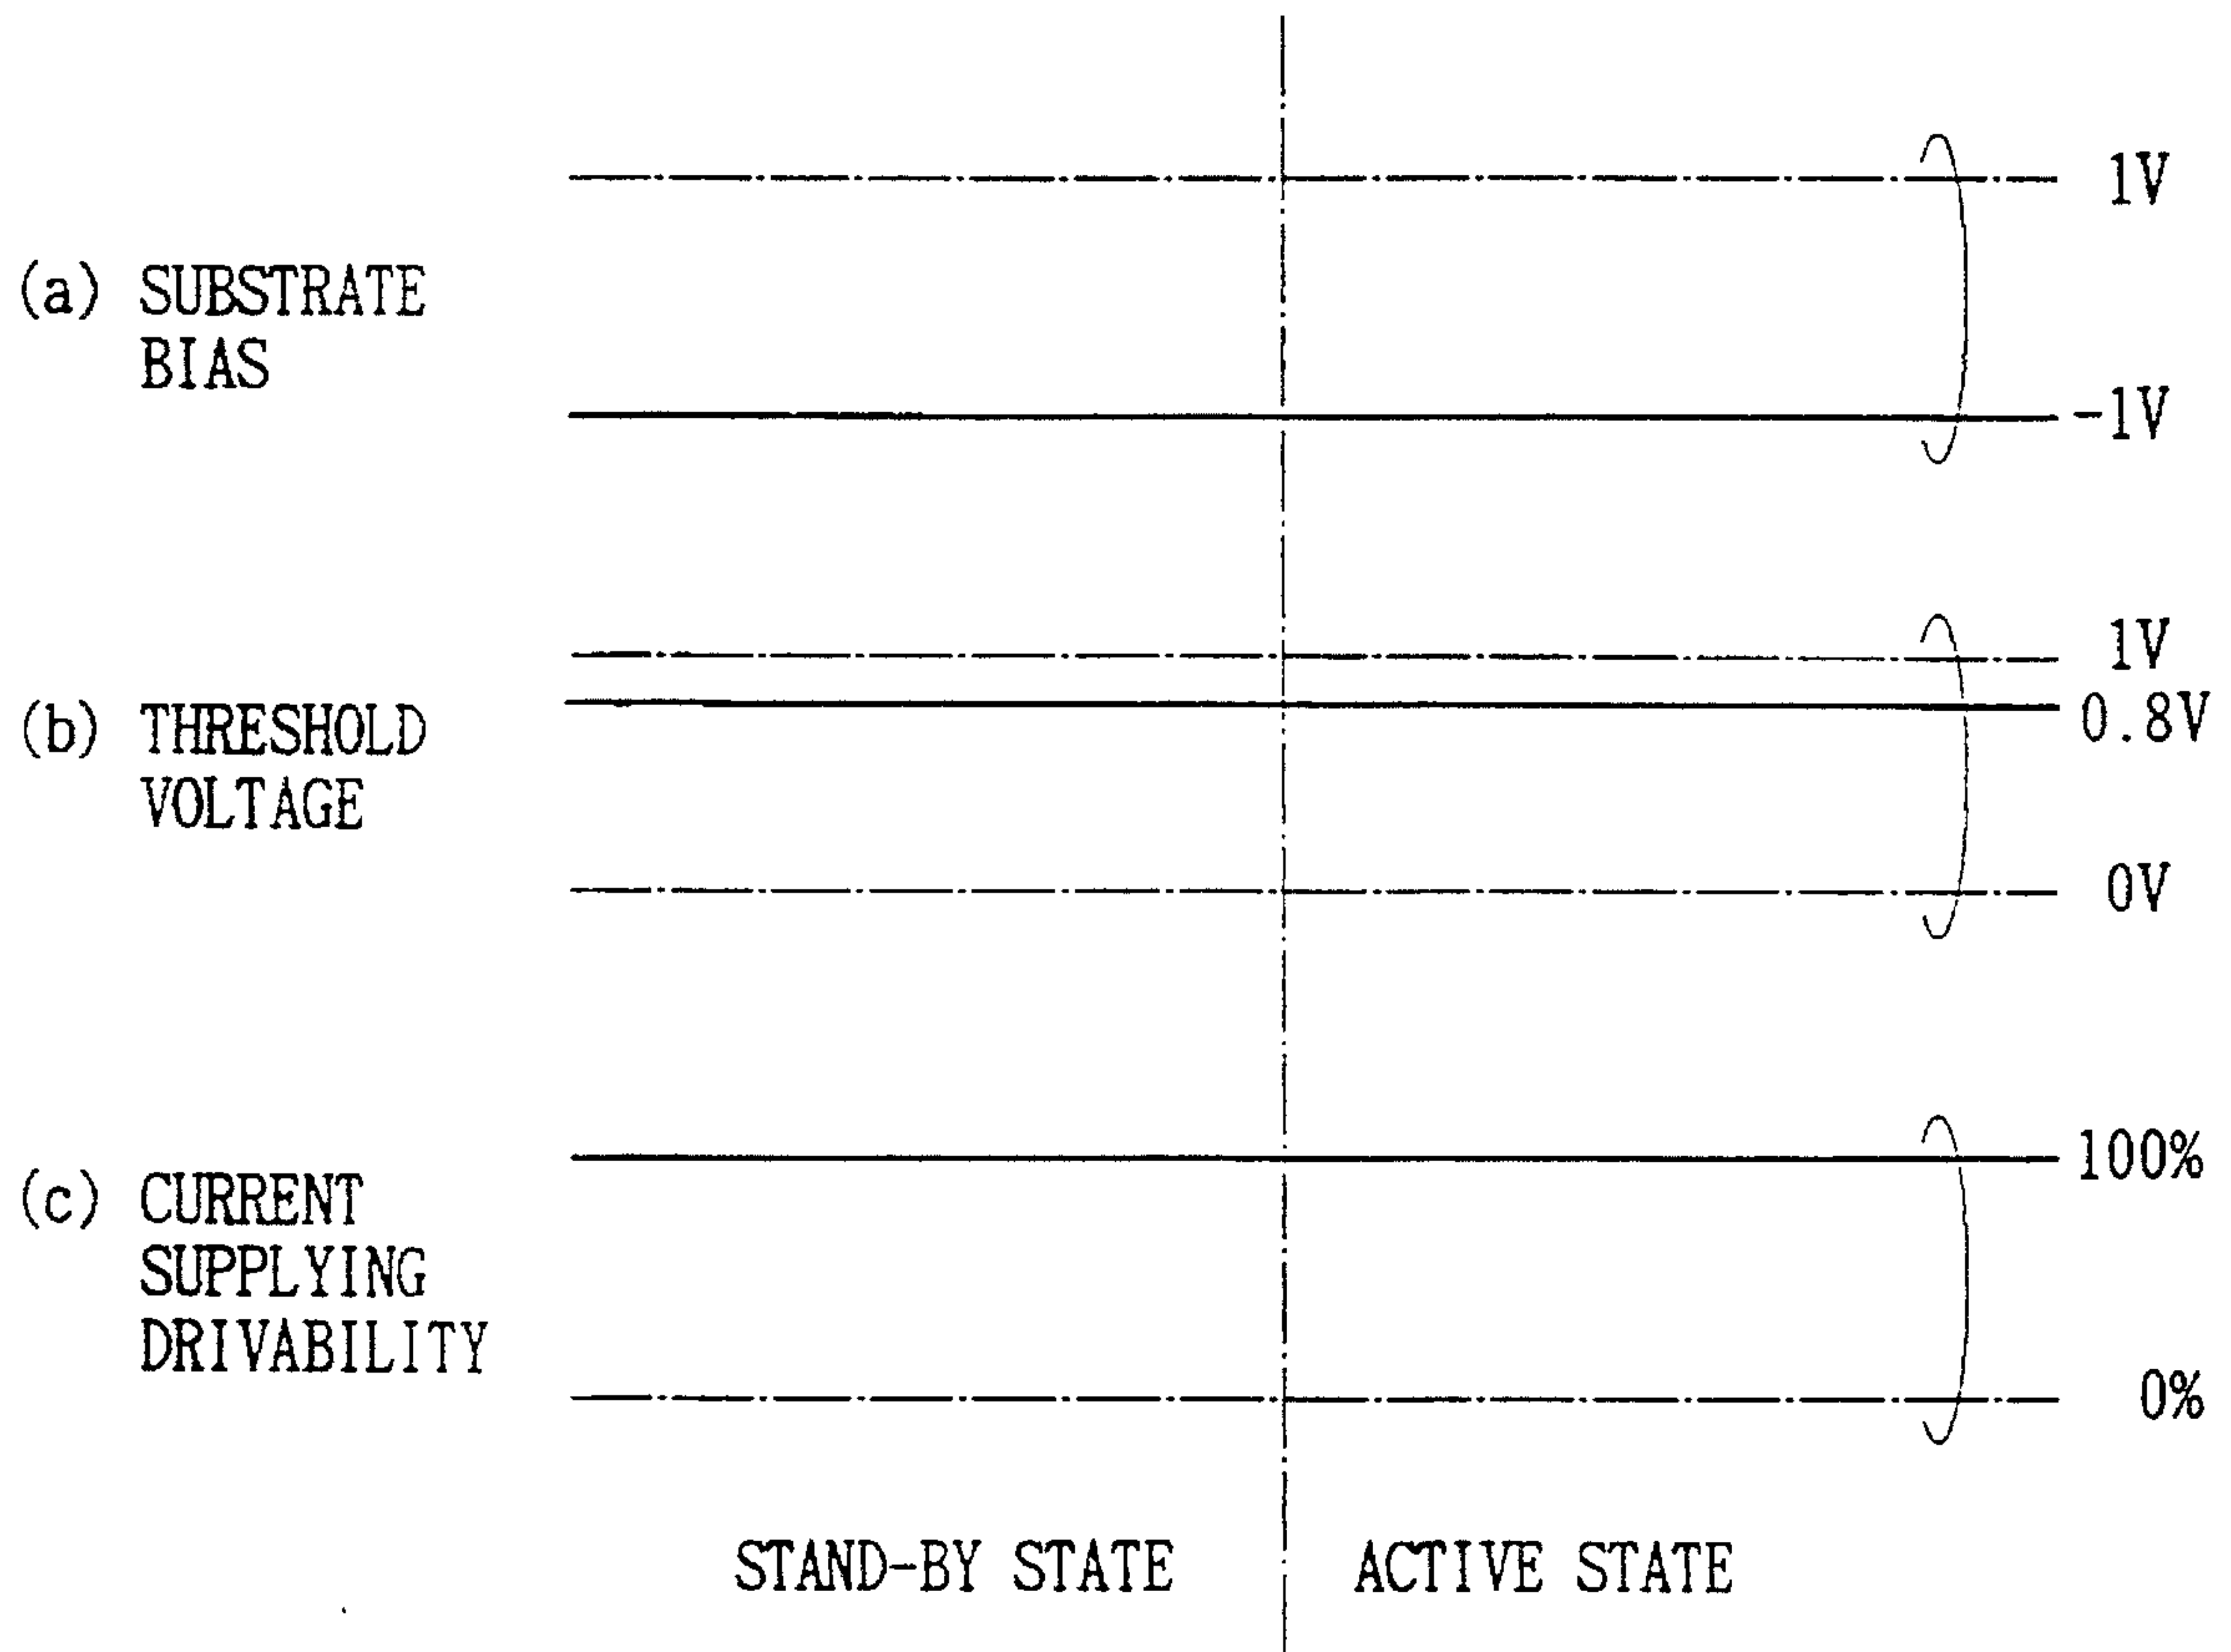 (a) SUBSTRATE
BIAS
1V
-1V
(b) THRESHOLD
VOLTAGE
1V
0.8V
0V
(c) CURRENT
SUPPLYING
DRIVABILITY
100%
0%
STAND-BY STATE
ACTIVE STATE